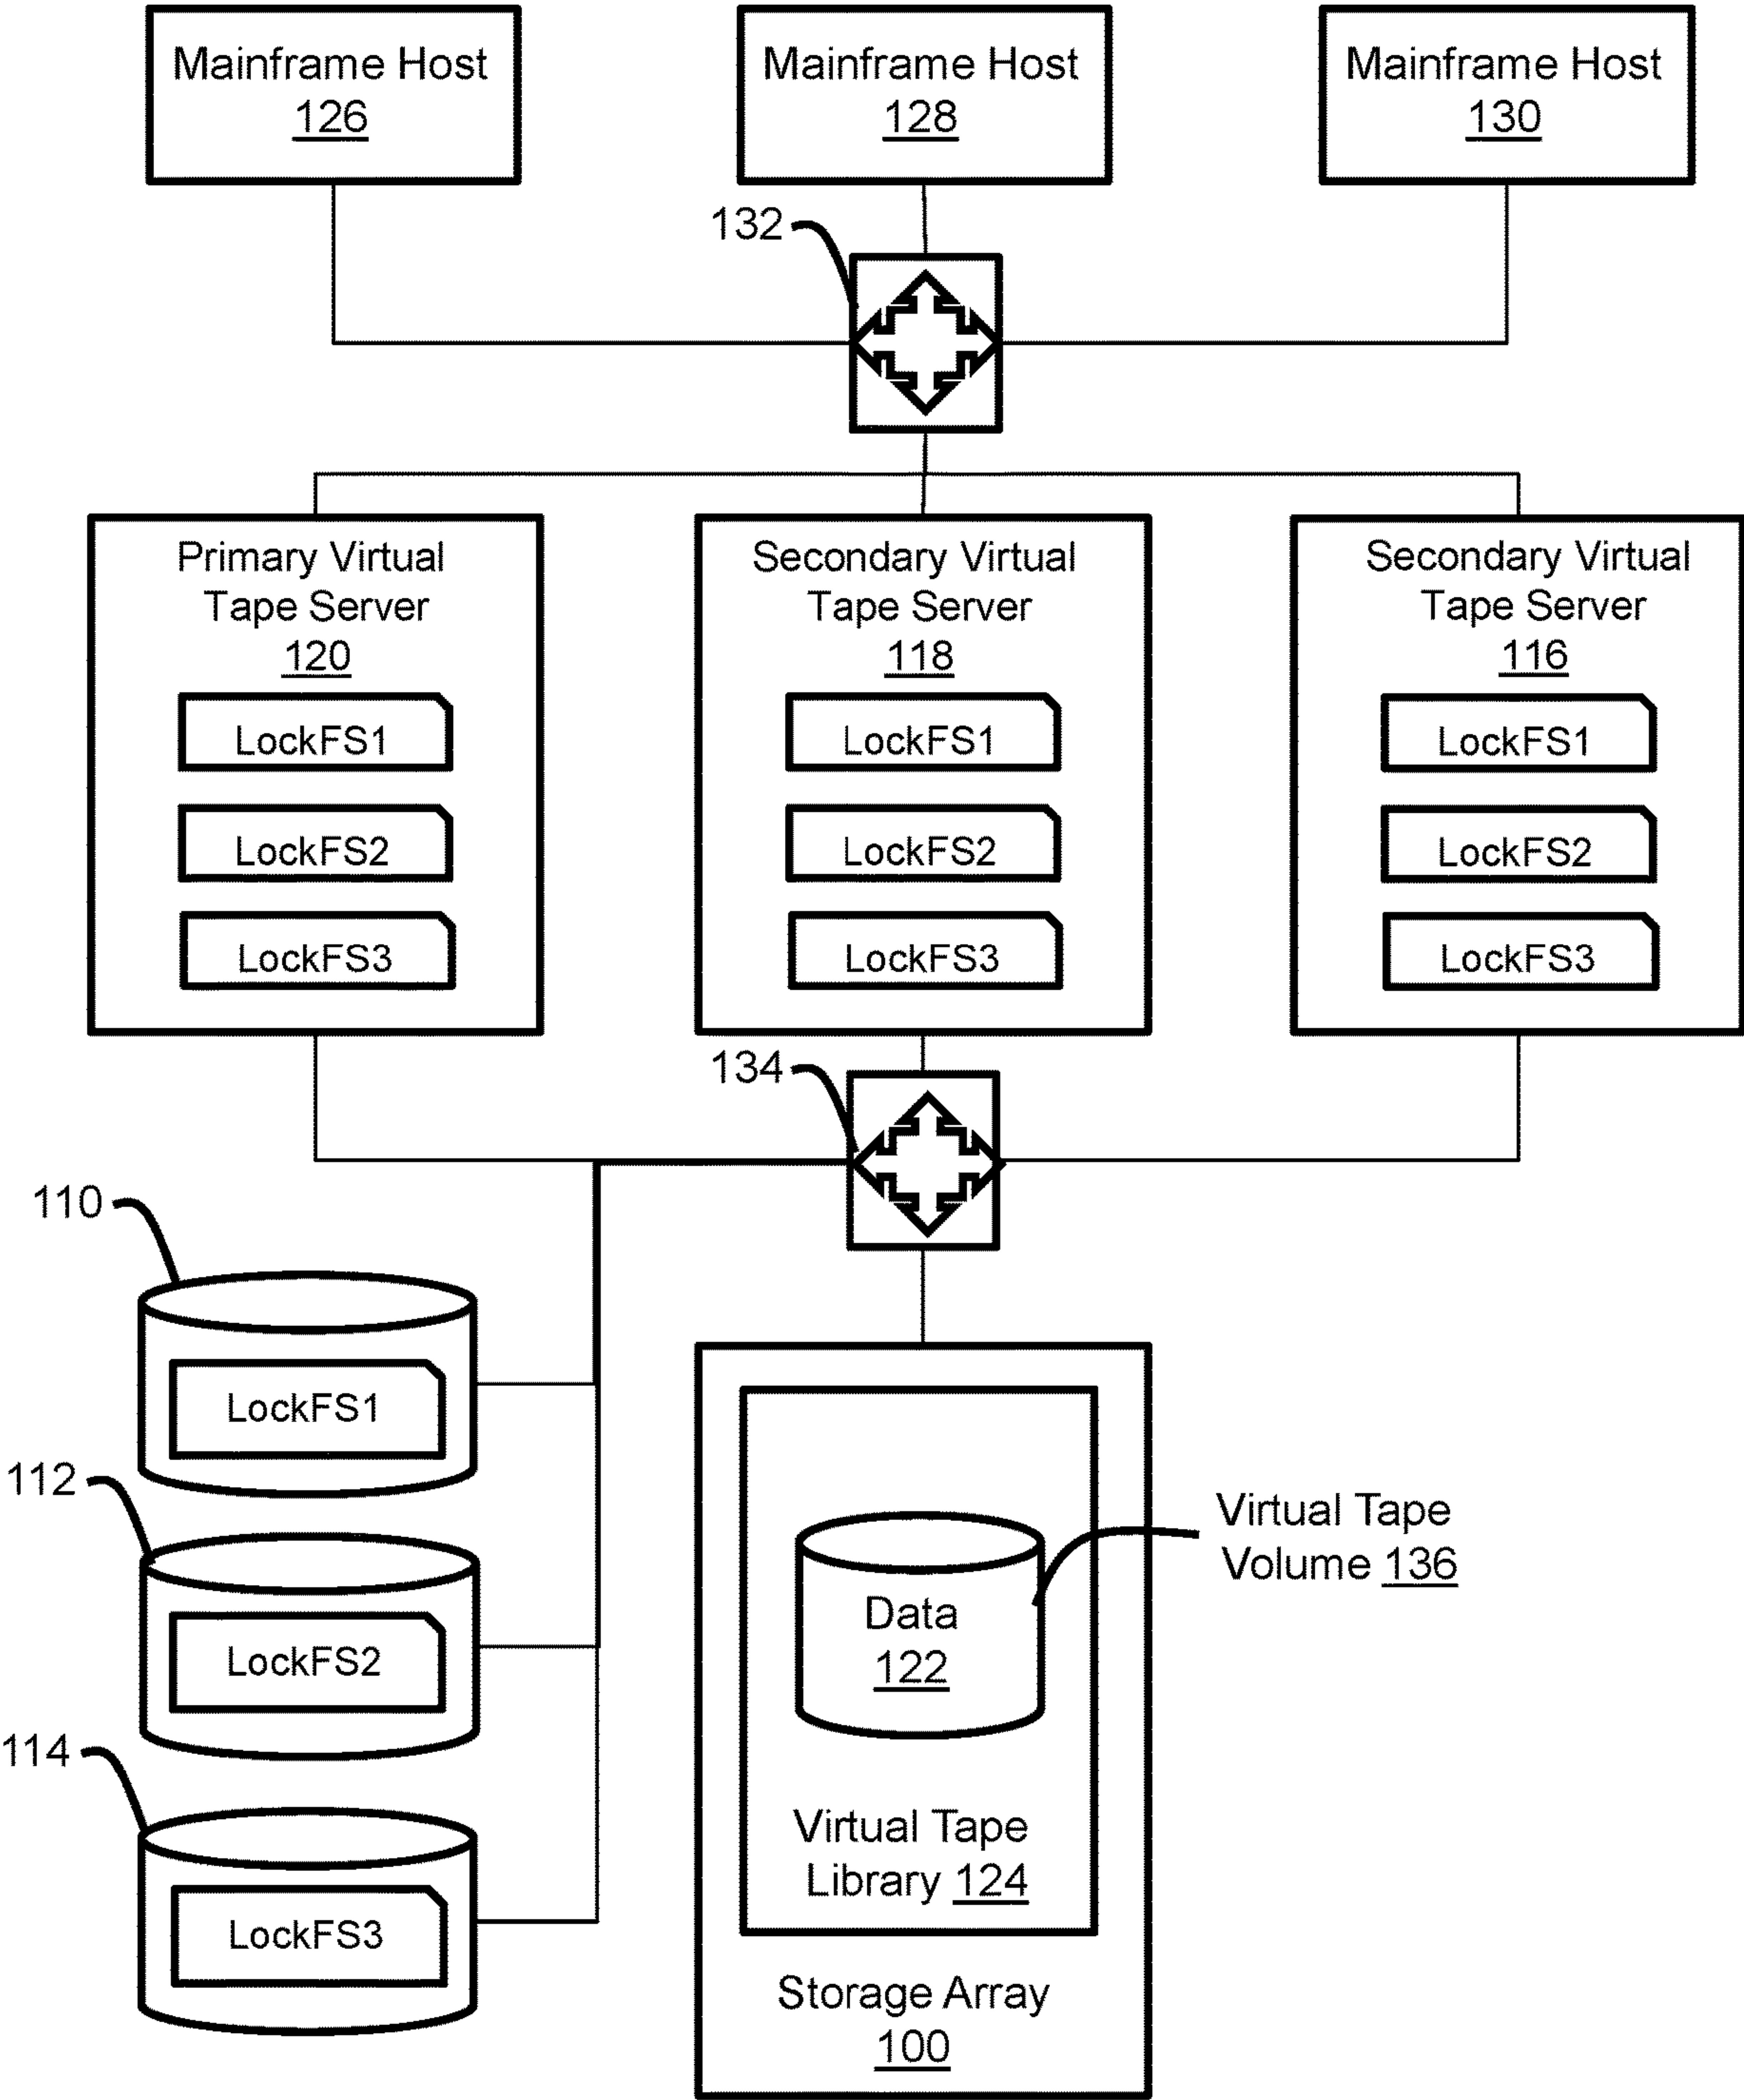 Mainframe Host
126
Mainframe Host
128
Mainframe Host
130
132
Primary Virtual
Tape Server
120
LockFS1
LockFS2
LockFS3
Secondary Virtual
Tape Server
118
LockFS1
LockFS2
LockFS3
Secondary Virtual
Tape Server
116
LockFS1
LockFS2
LockFS3
134
110
LockFS1
112
LockFS2
114
LockFS3
Data
122
Virtual Tape
Volume 136
Virtual Tape
Library 124
Storage Array
100